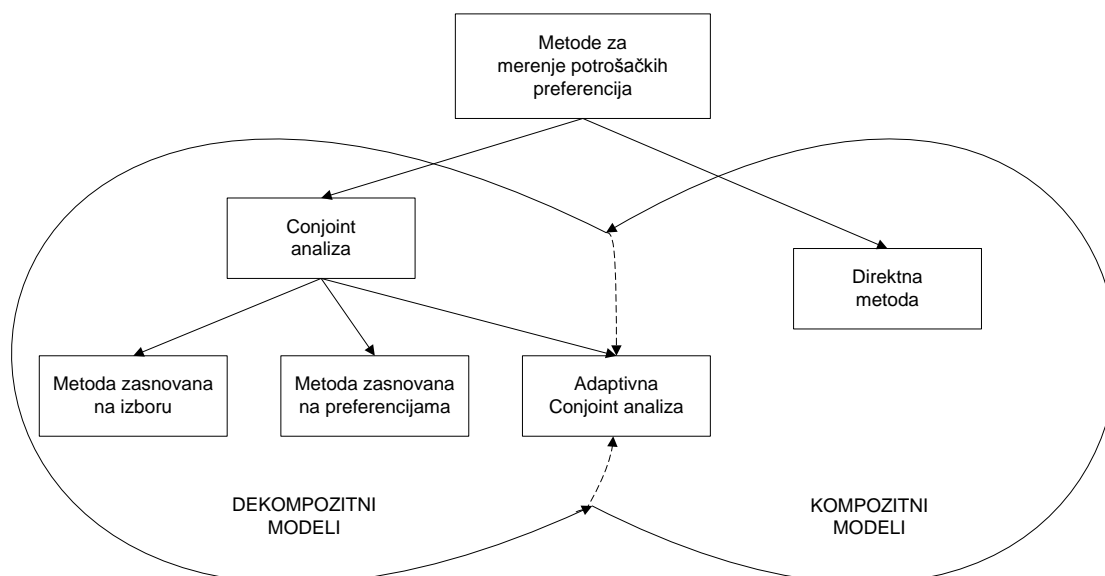 Metode za
merenje potrošačkih
preferencija
Conjoint
analiza
Direktna
metoda
Metoda zasnovana
na izboru
Metoda zasnovana
na preferencijama
Adaptivna
Conjoint analiza
DEKOMPOZITNI
MODELI
KOMPOZITNI
MODELI